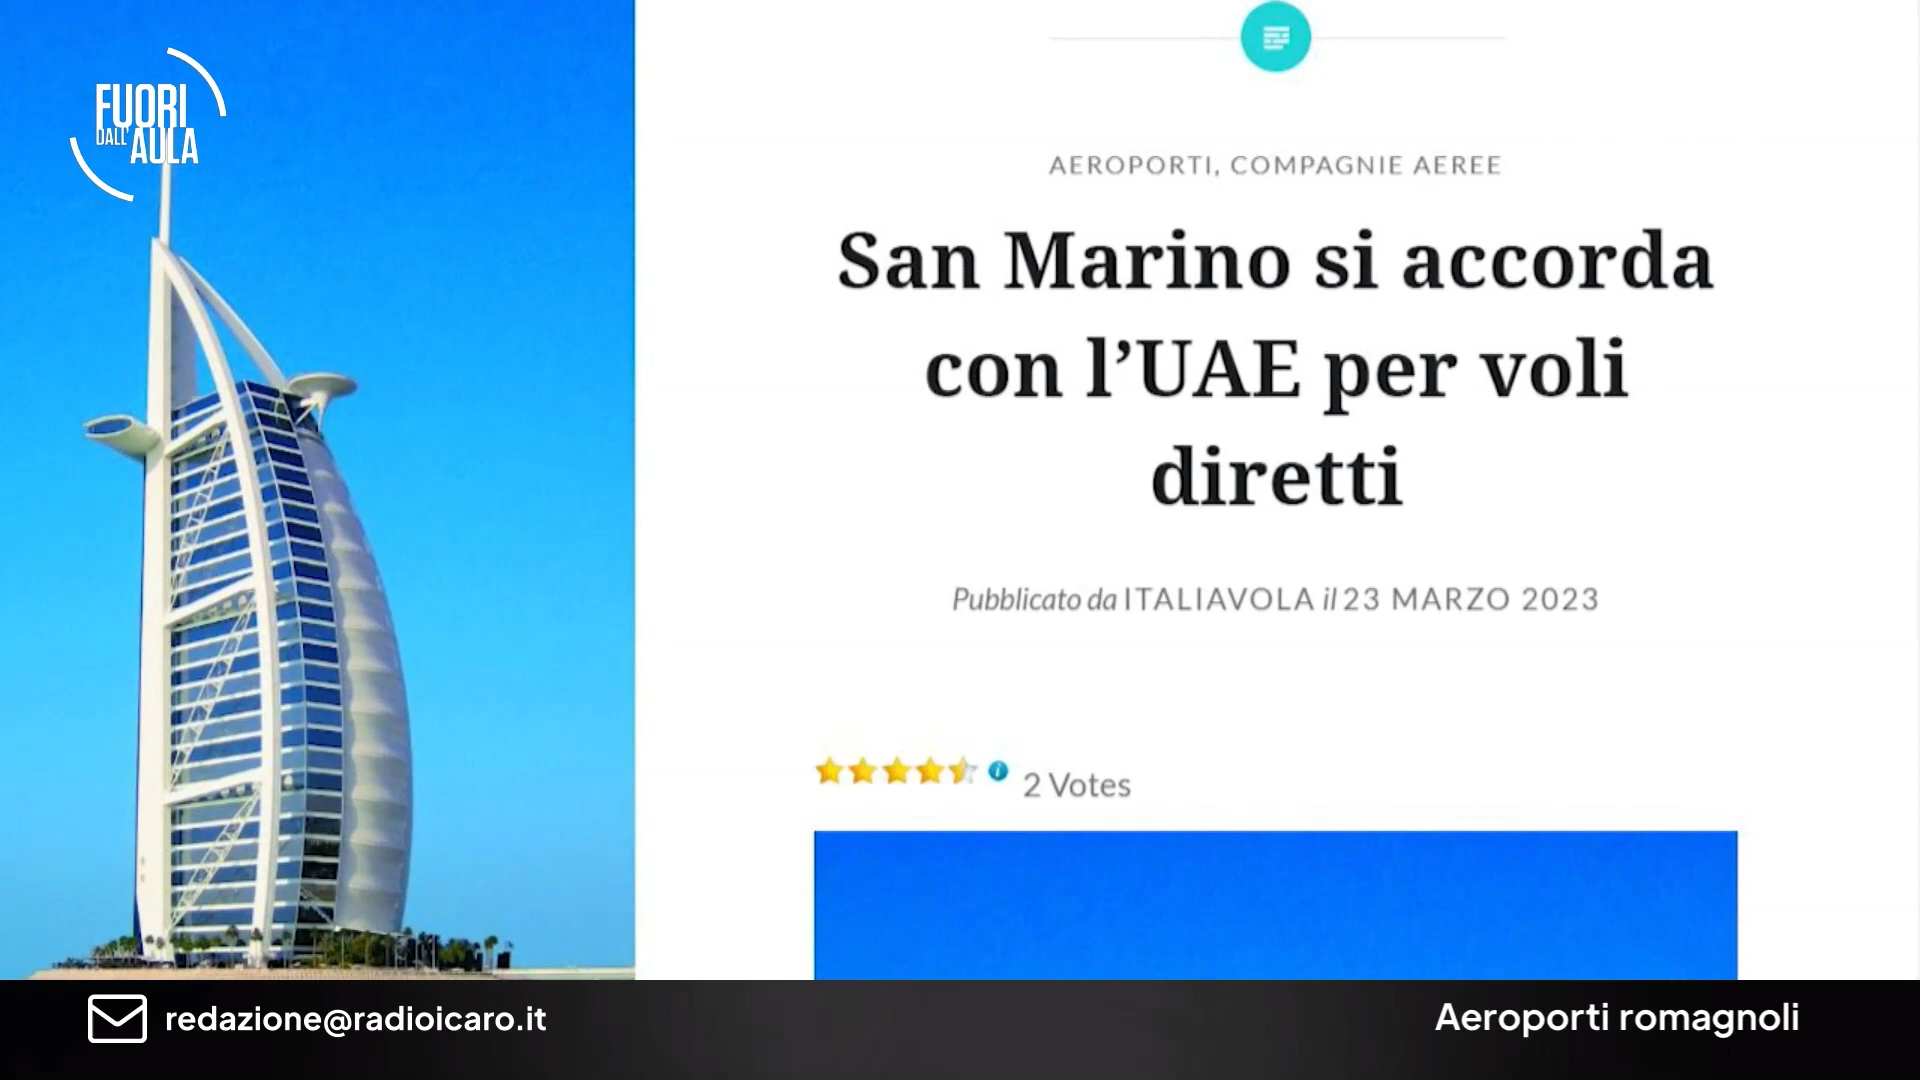 FUORI
DALL'AULA
AEROPORTI, COMPAGNIE AEREE
San Marino si accorda
con l’UAE per voli
diretti
Pubblicato da ITALIAVOLA il 23 MARZO 2023
2 Votes
redazione@radioicaro.it
Aeroporti romagnoli